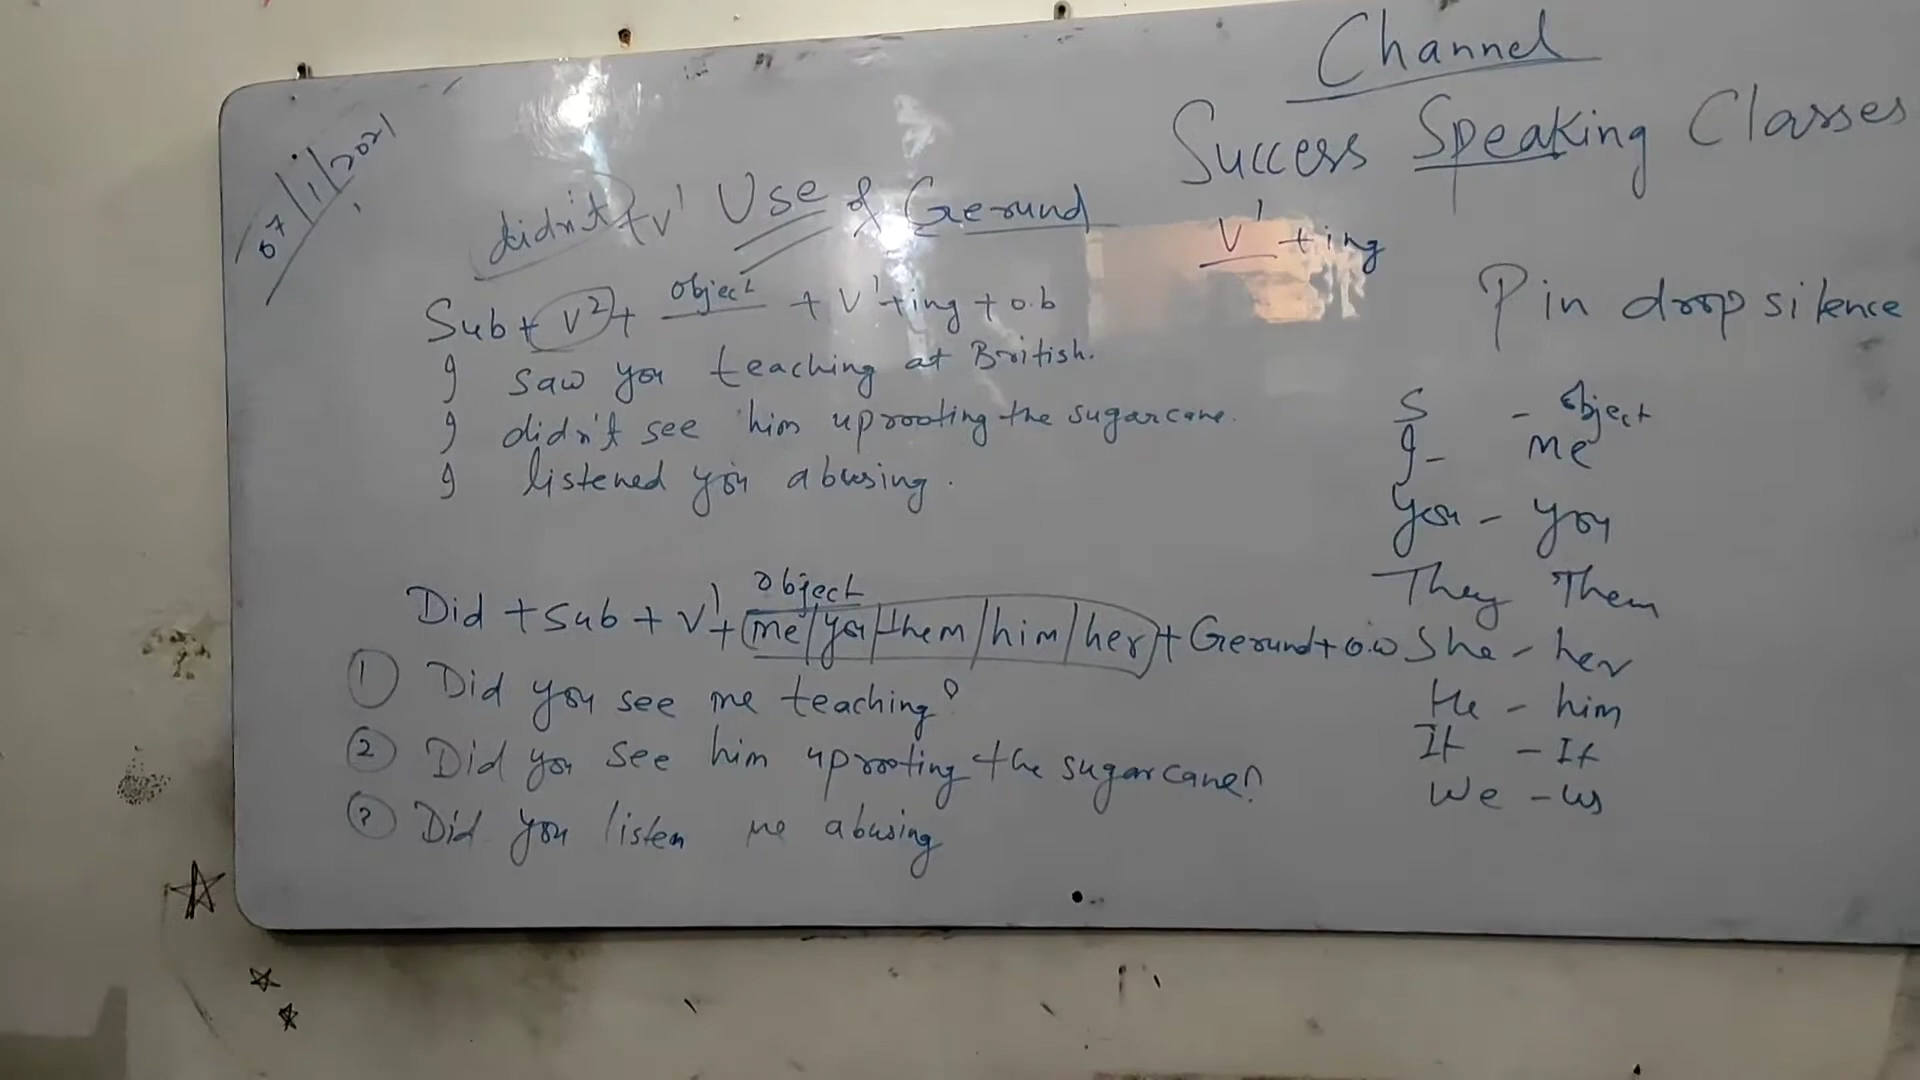 Channel
Success Speaking Classes
07/1/2021
didn't + V¹ Use of Gerund
V¹ + ing
Pin drop silence
Sub + V² + object + V¹ + ing + o.b
I saw you teaching at British.
I didn't see him uprooting the sugarcane.
I listened you abusing.
S - Object
I - me
You - you
They Them
She - her
He - him
It - It
We - us
Did + Sub + V¹ + object me/you/them/him/her + Gerund + o.w
1 Did you see me teaching?
2 Did you see him uprooting the sugarcane?
3 Did you listen me abusing